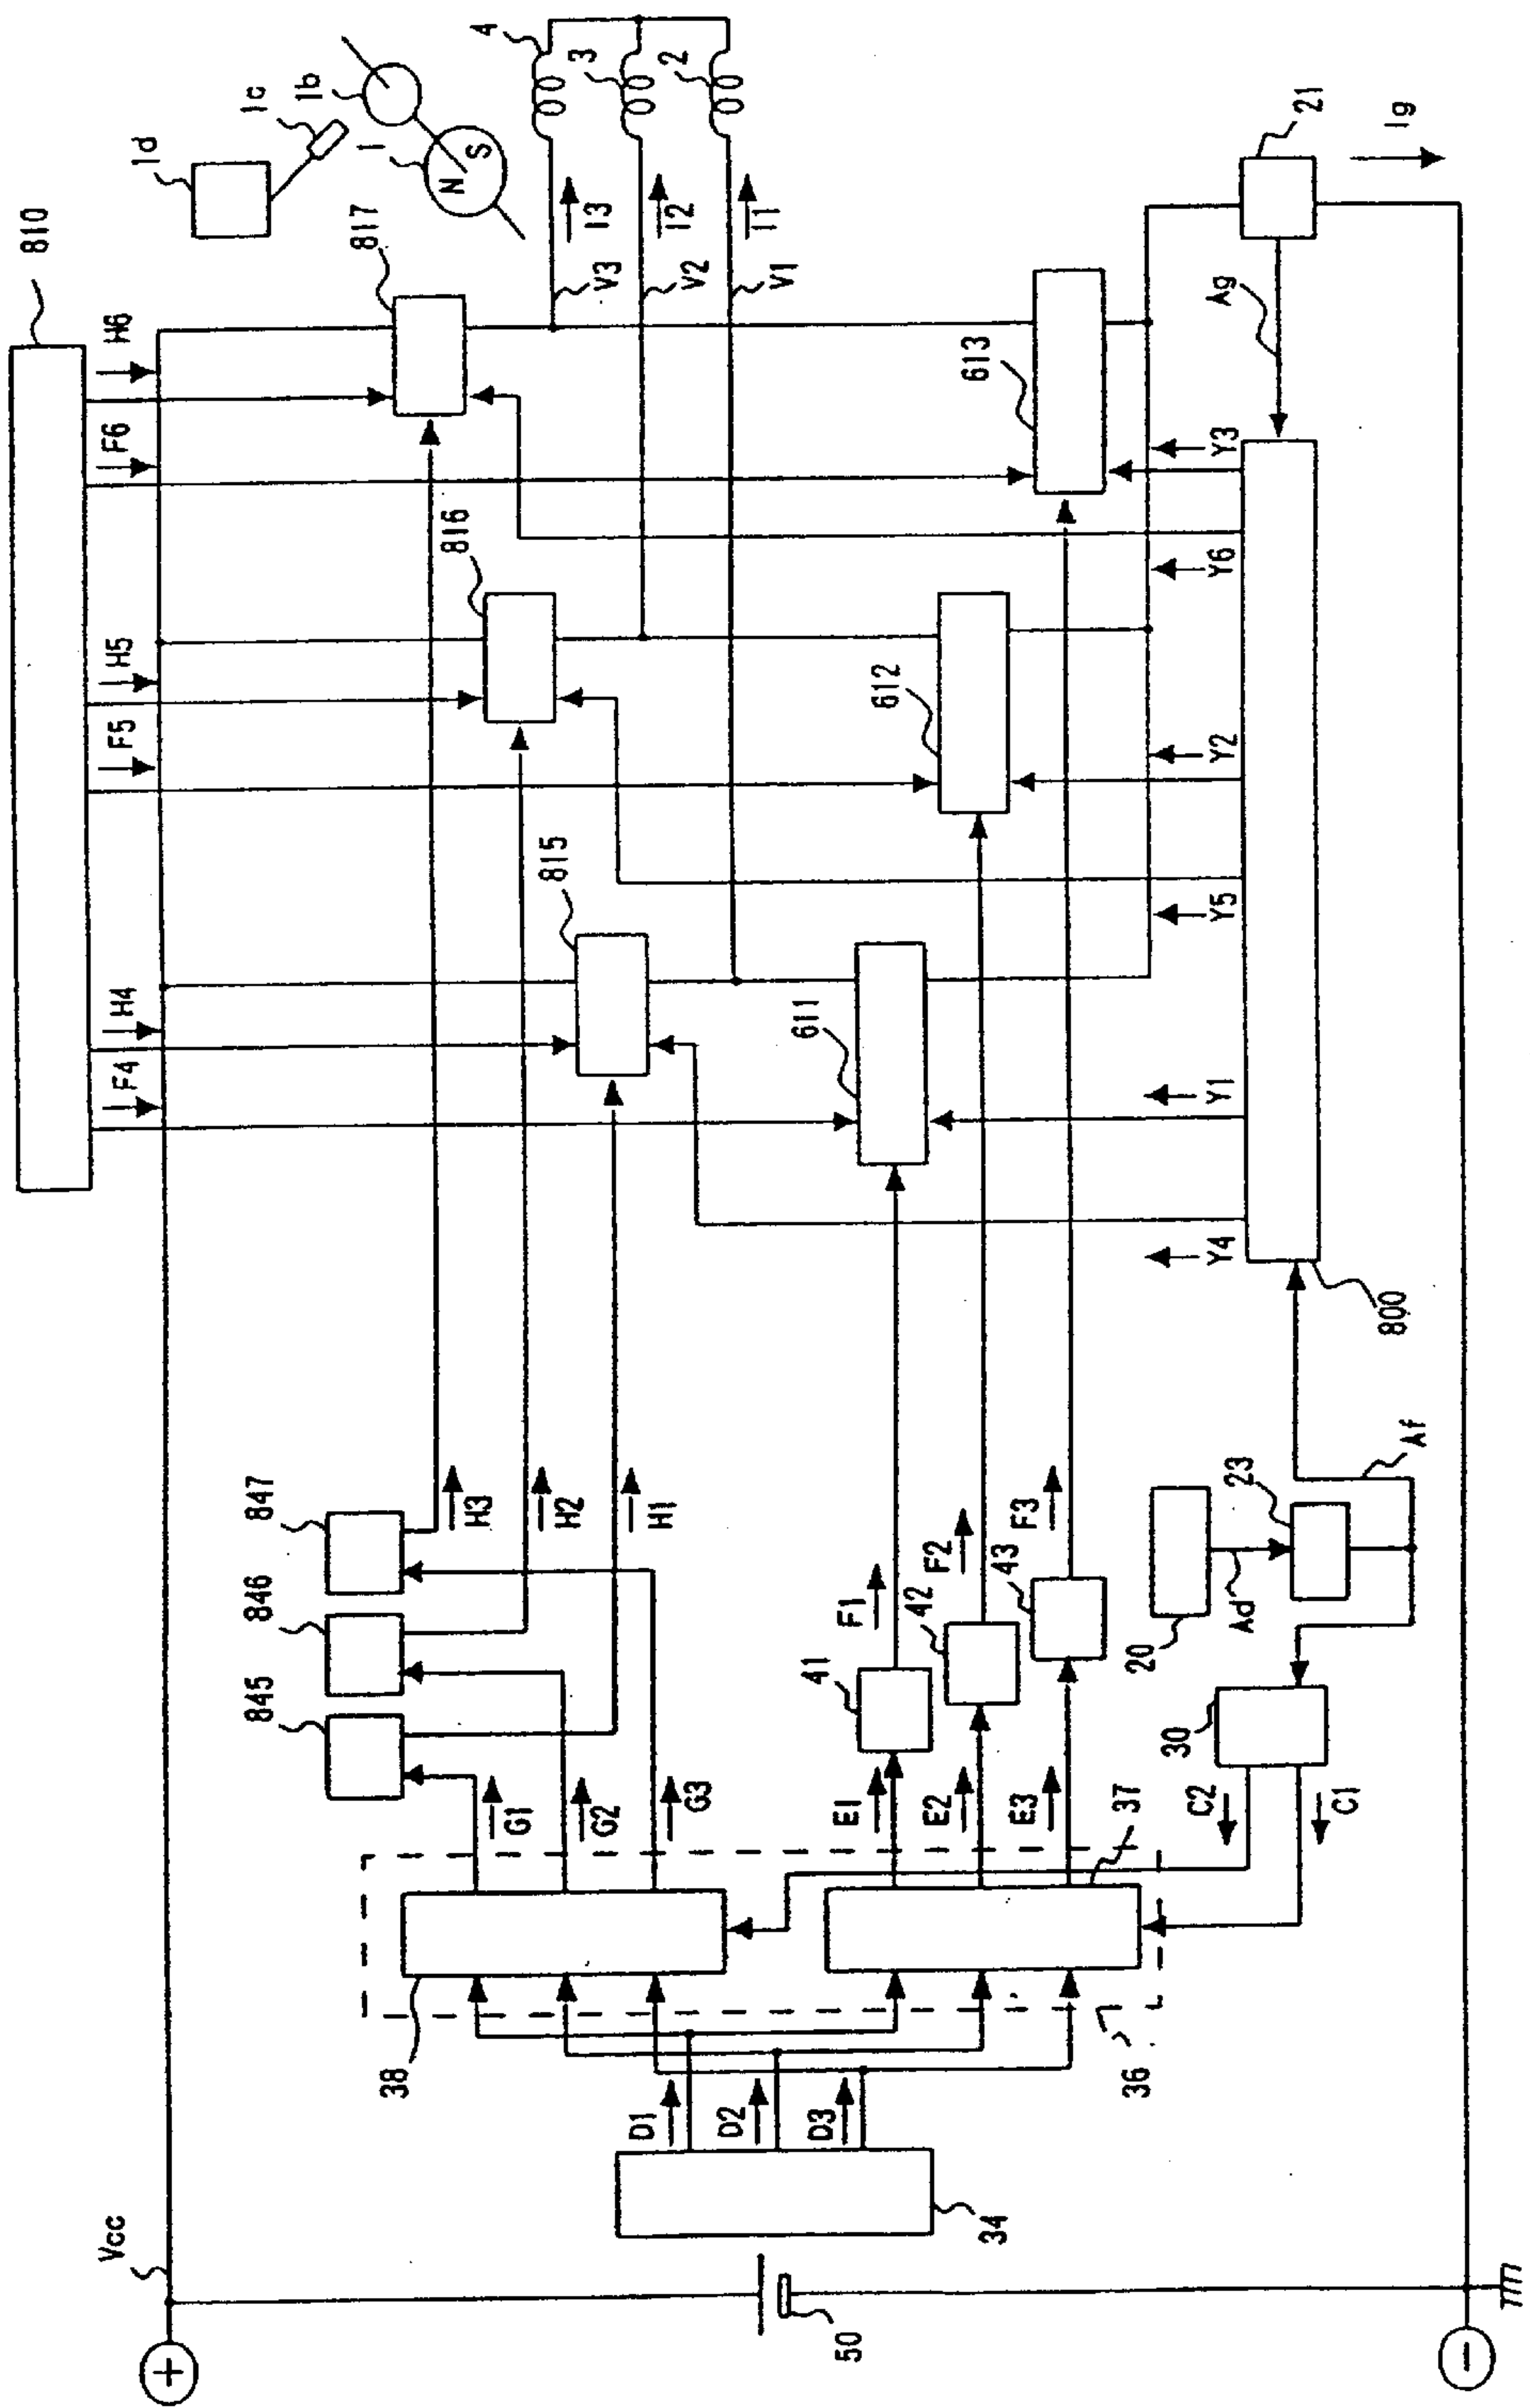 810
1d
1c
1b
1
N
S
817
4
3
2
F4
H4
F5
H5
F6
H6
I3
I2
I1
V3
V2
V1
816
815
847
846
845
H3
H2
H1
611
612
613
G1
G2
G3
41
42
43
F1
F2
F3
E1
E2
E3
38
37
36
D1
D2
D3
34
Vcc
+
50
−
20
Ad
23
Af
30
C2
C1
Y4
Y1
Y5
Y2
Y6
Y3
800
Ag
21
Ig